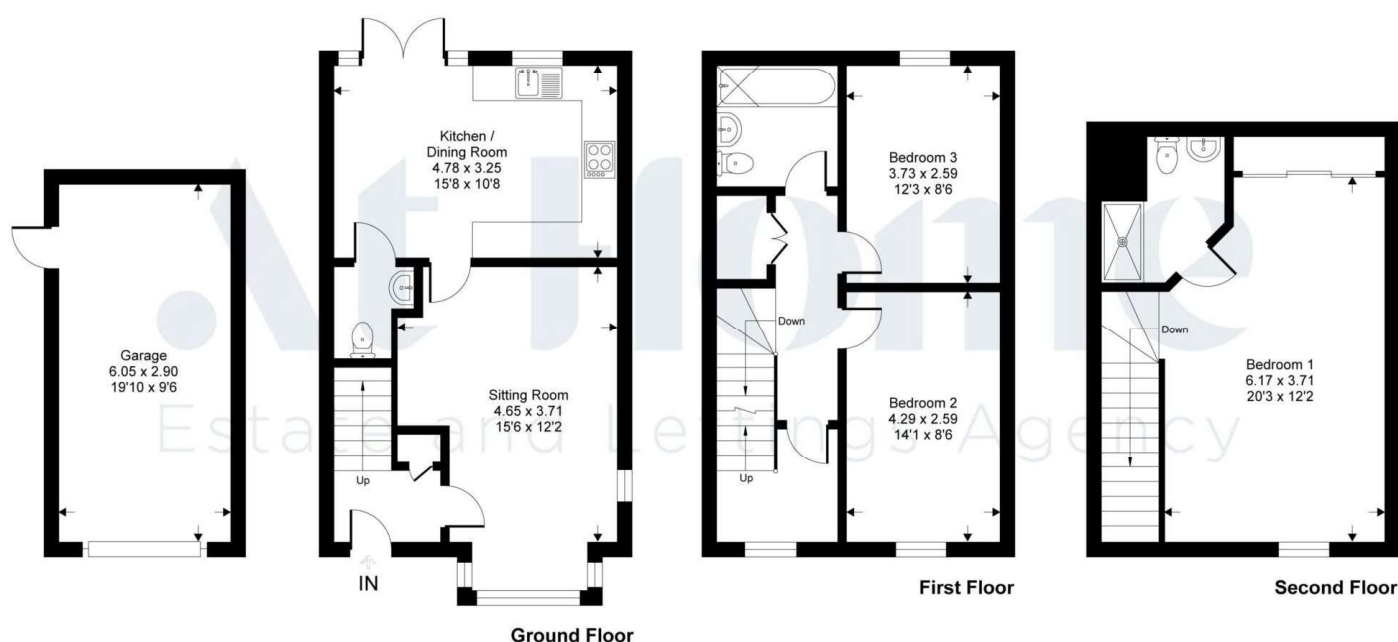 Kitchen /
Dining Room
4.78 x 3.25
15'8 x 10'8
Garage
6.05 x 2.90
19'10 x 9'6
Sitting Room
4.65 x 3.71
15'6 x 12'2
Up
IN
Ground Floor
Bedroom 3
3.73 x 2.59
12'3 x 8'6
Down
Bedroom 2
4.29 x 2.59
14'1 x 8'6
Up
First Floor
Down
Bedroom 1
6.17 x 3.71
20'3 x 12'2
Second Floor
At Home
Estate and Lettings Agency